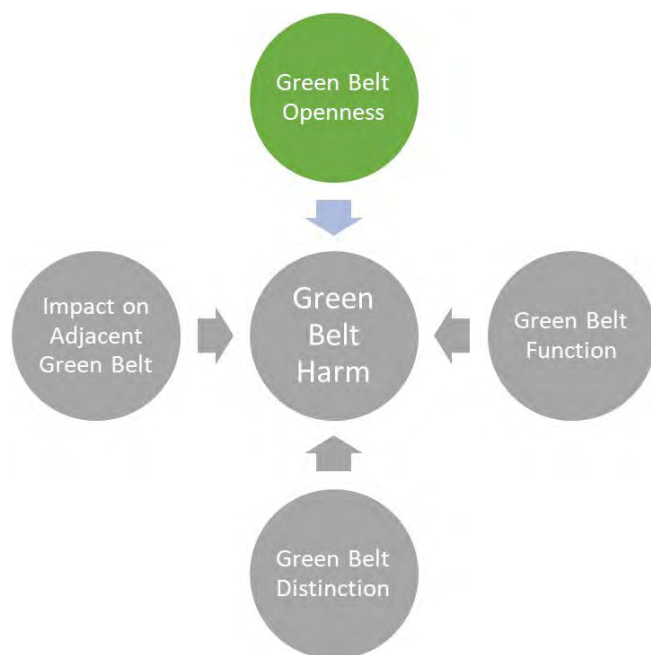 Green Belt
Openness
Impact on
Adjacent
Green Belt
Green
Belt
Harm
Green Belt
Function
Green Belt
Distinction